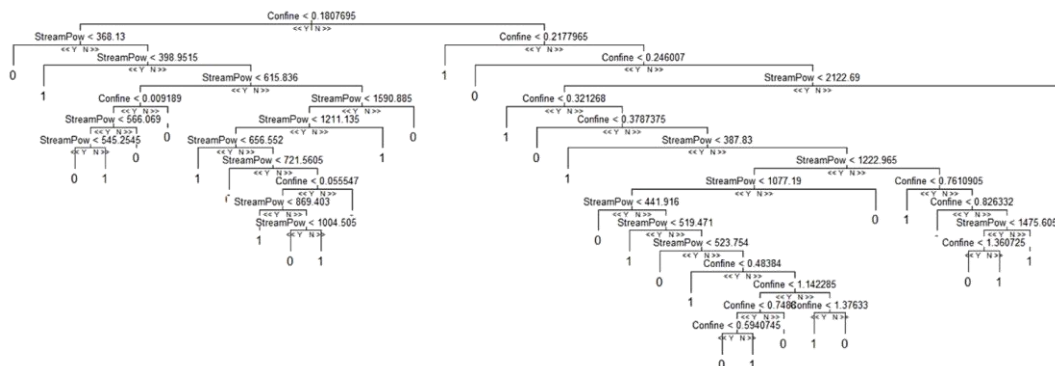 Confine < 0.1807695
<< Y N >>
StreamPow < 368.13
<< Y N >>
Confine < 0.2177965
<< Y N >>
0
StreamPow < 398.9515
<< Y N >>
1
Confine < 0.246007
<< Y N >>
1
StreamPow < 615.836
<< Y N >>
0
StreamPow < 2122.69
<< Y N >>
Confine < 0.009189
<< Y N >>
StreamPow < 1590.885
<< Y N >>
Confine < 0.321268
<< Y N >>
StreamPow < 566.069
<< Y N >>
0
StreamPow < 1211.135
<< Y N >>
0
1
Confine < 0.3787375
<< Y N >>
StreamPow < 545.2545
<< Y N >>
0
StreamPow < 656.552
<< Y N >>
1
0
StreamPow < 387.83
<< Y N >>
0 1
1
StreamPow < 721.5605
<< Y N >>
1
StreamPow < 1222.965
<< Y N >>
Confine < 0.055547
<< Y N >>
StreamPow < 1077.19
<< Y N >>
Confine < 0.7610905
<< Y N >>
StreamPow < 869.403
<< Y N >>
StreamPow < 441.916
<< Y N >>
0
1
Confine < 0.826332
<< Y N >>
1
StreamPow < 1004.505
<< Y N >>
0
StreamPow < 519.471
<< Y N >>
StreamPow < 1475.605
<< Y N >>
0 1
1
StreamPow < 523.754
<< Y N >>
Confine < 1.360725
<< Y N >>
1
0
Confine < 0.48384
<< Y N >>
0 1
1
Confine < 1.142285
<< Y N >>
Confine < 1.37633
<< Y N >>
Confine < 0.5940745
<< Y N >>
0
1 0
0 1